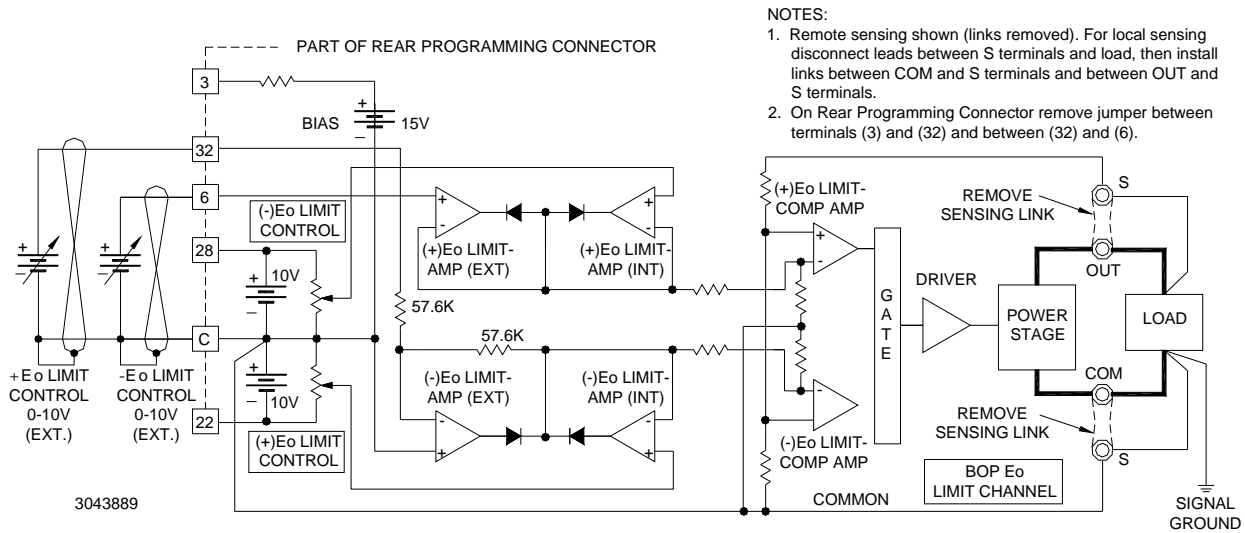 NOTES:
1. Remote sensing shown (links removed). For local sensing
disconnect leads between S terminals and load, then install
links between COM and S terminals and between OUT and
S terminals.
2. On Rear Programming Connector remove jumper between
terminals (3) and (32) and between (32) and (6).
PART OF REAR PROGRAMMING CONNECTOR
3
+
BIAS
15V
–
32
6
28
C
22
+
–
+
–
+Eo LIMIT
CONTROL
0-10V
(EXT.)
-Eo LIMIT
CONTROL
0-10V
(EXT.)
(-)Eo LIMIT
CONTROL
+
10V
–
+
–
10V
(+)Eo LIMIT
CONTROL
57.6K
57.6K
+
-
(+)Eo LIMIT-
AMP (EXT)
+
-
(+)Eo LIMIT-
AMP (INT)
(-)Eo LIMIT-
AMP (EXT)
-
+
(-)Eo LIMIT-
AMP (INT)
-
+
(+)Eo LIMIT-
COMP AMP
+
-
-
+
(-)Eo LIMIT-
COMP AMP
G
A
T
E
DRIVER
POWER
STAGE
LOAD
REMOVE
SENSING LINK
S
OUT
COM
REMOVE
SENSING LINK
S
BOP Eo
LIMIT CHANNEL
COMMON
SIGNAL
GROUND
3043889